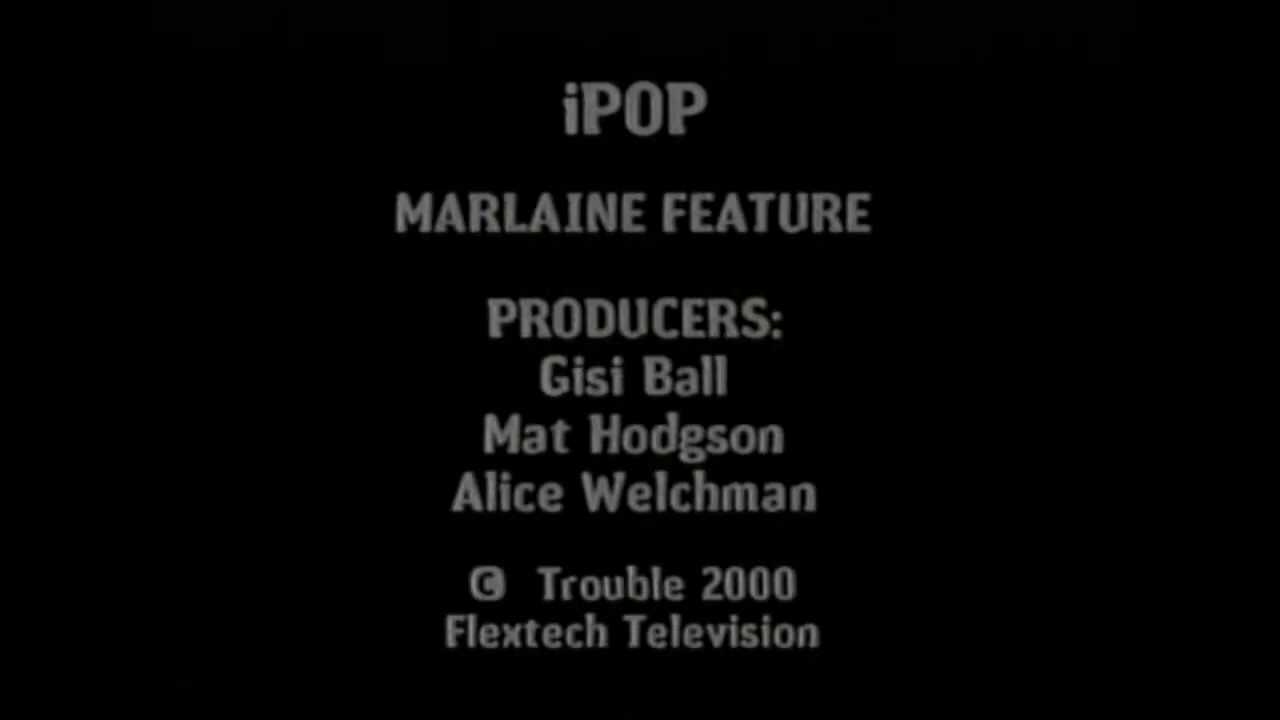 iPOP
MARLAINE FEATURE
PRODUCERS:
Gisi Ball
Mat Hodgson
Alice Welchman
© Trouble 2000
Flextech Television